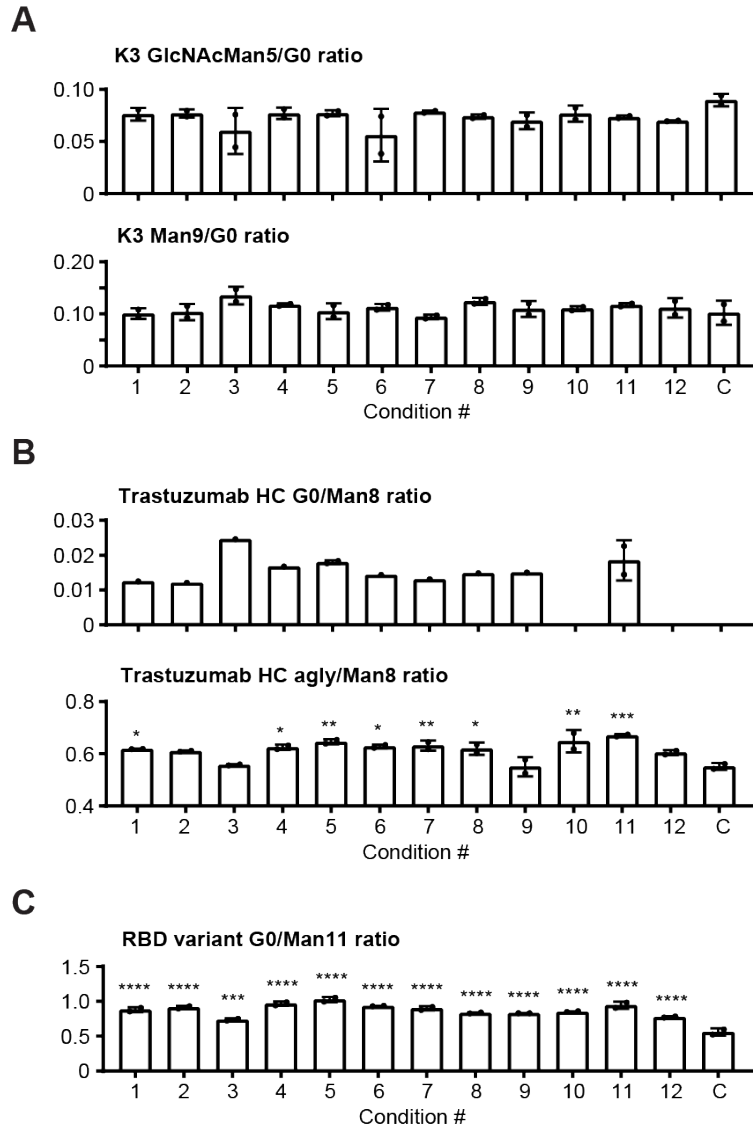 A
K3 GlcNAcMan5/G0 ratio
0.10
0.05
0
K3 Man9/G0 ratio
0.20
0.10
0
1 2 3 4 5 6 7 8 9 10 11 12 C
Condition #
B
Trastuzumab HC G0/Man8 ratio
0.03
0.02
0.01
0
Trastuzumab HC agly/Man8 ratio
0.8
* * ** * ** * ** ***
0.6
0.4
1 2 3 4 5 6 7 8 9 10 11 12 C
Condition #
C
RBD variant G0/Man11 ratio
1.5
**** **** *** **** **** **** **** **** **** **** **** ****
1.0
0.5
0
1 2 3 4 5 6 7 8 9 10 11 12 C
Condition #